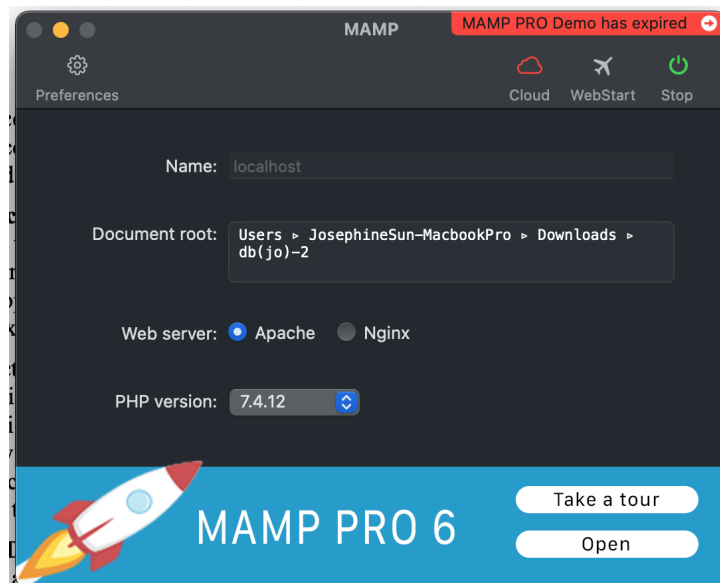 MAMP
MAMP PRO Demo has expired
Preferences
Cloud WebStart Stop
Name: localhost
Document root: Users ▸ JosephineSun-MacbookPro ▸ Downloads ▸
db(jo)-2
Web server: Apache Nginx
PHP version: 7.4.12
MAMP PRO 6
Take a tour
Open